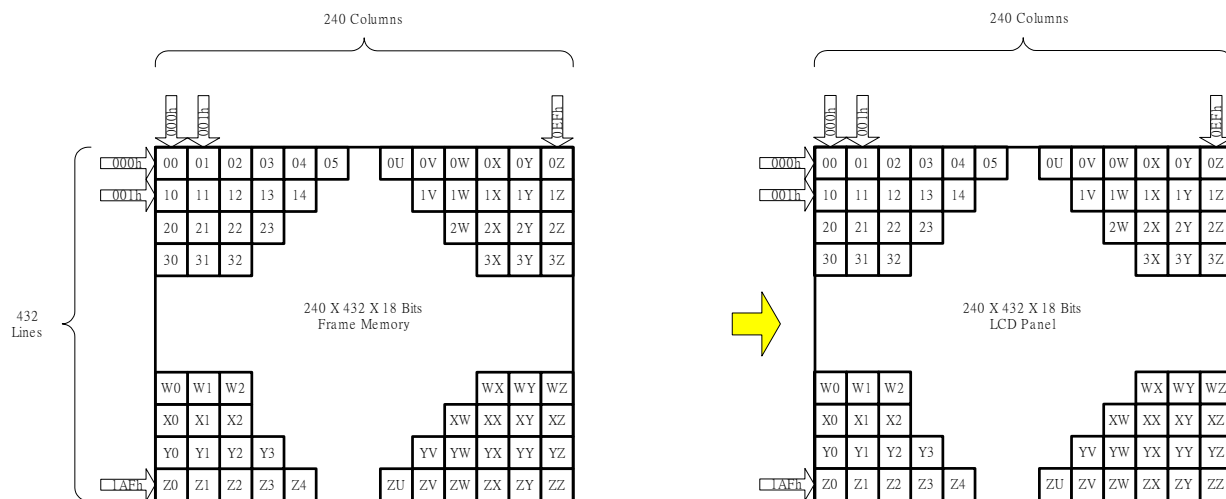 240 Columns
240 Columns
000h 001h 0EFh
000h 001h 0EFh
000h 00 01 02 03 04 05 0U 0V 0W 0X 0Y 0Z
000h 00 01 02 03 04 05 0U 0V 0W 0X 0Y 0Z
001h 10 11 12 13 14 1V 1W 1X 1Y 1Z
001h 10 11 12 13 14 1V 1W 1X 1Y 1Z
20 21 22 23 2W 2X 2Y 2Z
20 21 22 23 2W 2X 2Y 2Z
30 31 32 3X 3Y 3Z
30 31 32 3X 3Y 3Z
432
Lines
240 X 432 X 18 Bits
Frame Memory
240 X 432 X 18 Bits
LCD Panel
W0 W1 W2 WX WY WZ
W0 W1 W2 WX WY WZ
X0 X1 X2 XW XX XY XZ
X0 X1 X2 XW XX XY XZ
Y0 Y1 Y2 Y3 YV YW YX YY YZ
Y0 Y1 Y2 Y3 YV YW YX YY YZ
1AFh Z0 Z1 Z2 Z3 Z4 ZU ZV ZW ZX ZY ZZ
1AFh Z0 Z1 Z2 Z3 Z4 ZU ZV ZW ZX ZY ZZ